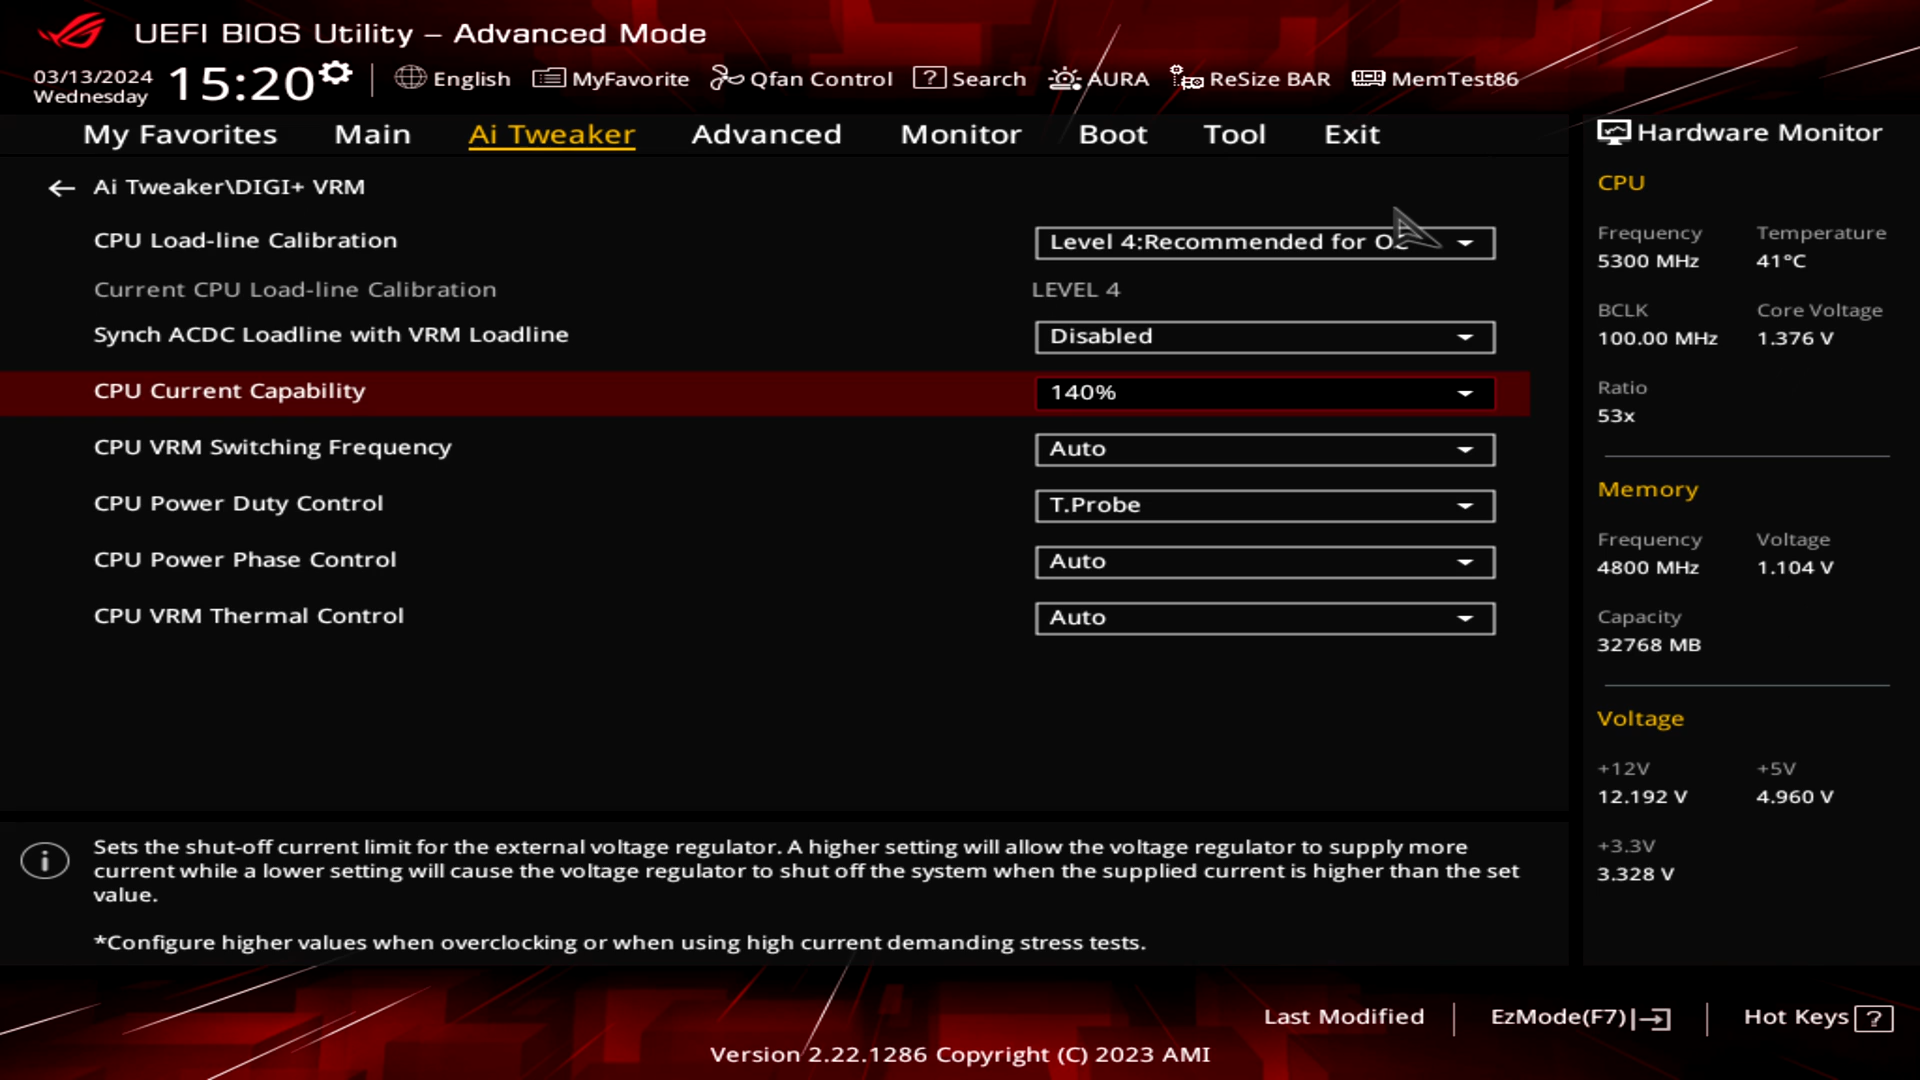 UEFI BIOS Utility – Advanced Mode
03/13/2024
Wednesday
15:20
English
MyFavorite
Qfan Control
Search
AURA
ReSize BAR
MemTest86
My Favorites
Main
Ai Tweaker
Advanced
Monitor
Boot
Tool
Exit
Ai Tweaker\DIGI+ VRM
CPU Load-line Calibration
Level 4:Recommended for
Current CPU Load-line Calibration
LEVEL 4
Synch ACDC Loadline with VRM Loadline
Disabled
CPU Current Capability
140%
CPU VRM Switching Frequency
Auto
CPU Power Duty Control
T.Probe
CPU Power Phase Control
Auto
CPU VRM Thermal Control
Auto
Sets the shut-off current limit for the external voltage regulator. A higher setting will allow the voltage regulator to supply more
current while a lower setting will cause the voltage regulator to shut off the system when the supplied current is higher than the set
value.
*Configure higher values when overclocking or when using high current demanding stress tests.
Hardware Monitor
CPU
Frequency Temperature
5300 MHz 41°C
BCLK Core Voltage
100.00 MHz 1.376 V
Ratio
53x
Memory
Frequency Voltage
4800 MHz 1.104 V
Capacity
32768 MB
Voltage
+12V +5V
12.192 V 4.960 V
+3.3V
3.328 V
Last Modified
EzMode(F7)
Hot Keys ?
Version 2.22.1286 Copyright (C) 2023 AMI